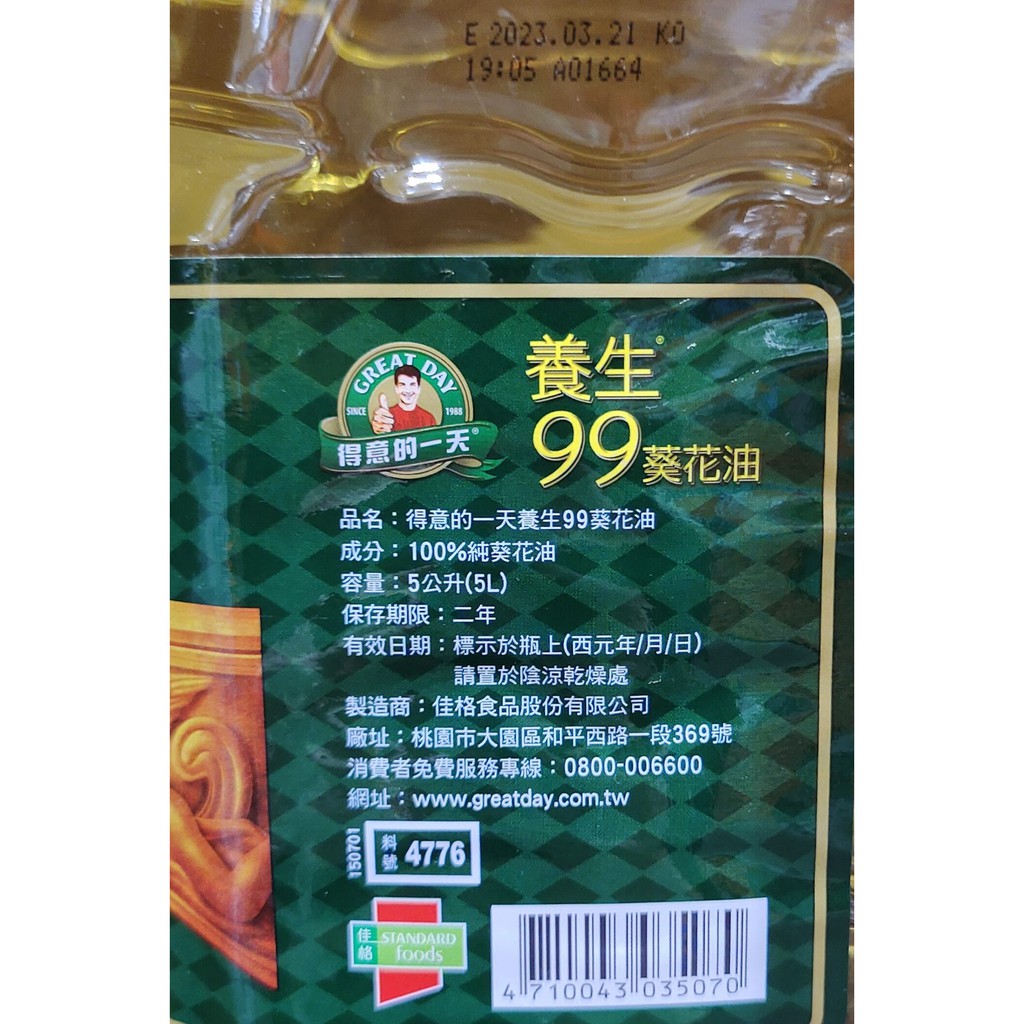 E 2023.03.21 KO
19:05 A01664
GREAT DAY
SINCE 1988
得意的一天®
養生®
99葵花油
品名：得意的一天養生99葵花油
成分：100%純葵花油
容量：5公升(5L)
保存期限：二年
有效日期：標示於瓶上(西元年/月/日)
請置於陰涼乾燥處
製造商：佳格食品股份有限公司
廠址：桃園市大園區和平西路一段369號
消費者免費服務專線：0800-006600
網址：www.greatday.com.tw
150701
料號 4776
佳格 STANDARD
foods
4 710043 035070